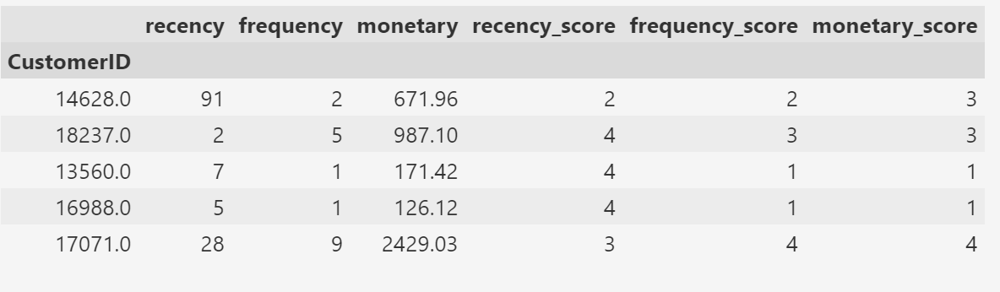 recency frequency monetary recency_score frequency_score monetary_score
CustomerID
14628.0 91 2 671.96 2 2 3
18237.0 2 5 987.10 4 3 3
13560.0 7 1 171.42 4 1 1
16988.0 5 1 126.12 4 1 1
17071.0 28 9 2429.03 3 4 4